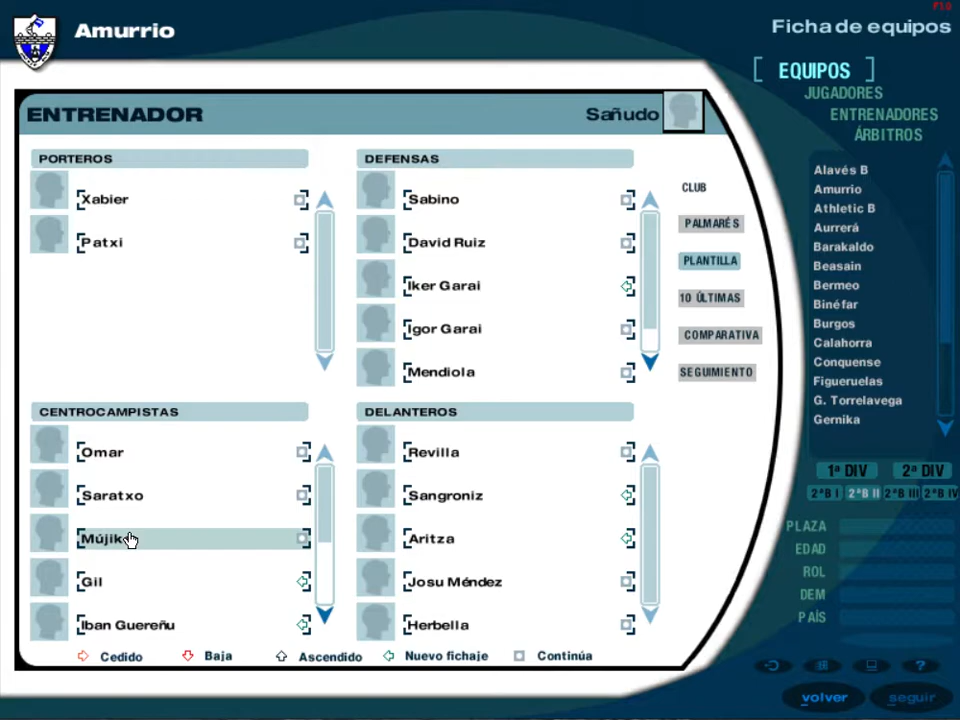 F10
Amurrio
Ficha de equipos
[ EQUIPOS ]
JUGADORES
ENTRENADORES
ÁRBITROS
ENTRENADOR
Sañudo
PORTEROS
Xabier
Patxi
DEFENSAS
Sabino
David Ruiz
Iker Garai
Igor Garai
Mendiola
CENTROCAMPISTAS
Omar
Saratxo
Gil
Iban Guereñu
DELANTEROS
Revilla
Sangroniz
Aritza
Josu Méndez
Herbella
Cedido
Baja
Ascendido
Nuevo fichaje
Continúa
CLUB
PALMARÉS
PLANTILLA
10 ÚLTIMAS
COMPARATIVA
SEGUIMIENTO
Alavés B
Amurrio
Athletic B
Aurrerá
Barakaldo
Beasain
Bermeo
Binéfar
Burgos
Calahorra
Conquense
Figueruelas
G. Torrelavega
Gernika
1ª DIV 2ª DIV
2ªB I 2ªB II 2ªB III 2ªB IV
PLAZA
EDAD
ROL
DEM
PAÍS
?
volver seguir